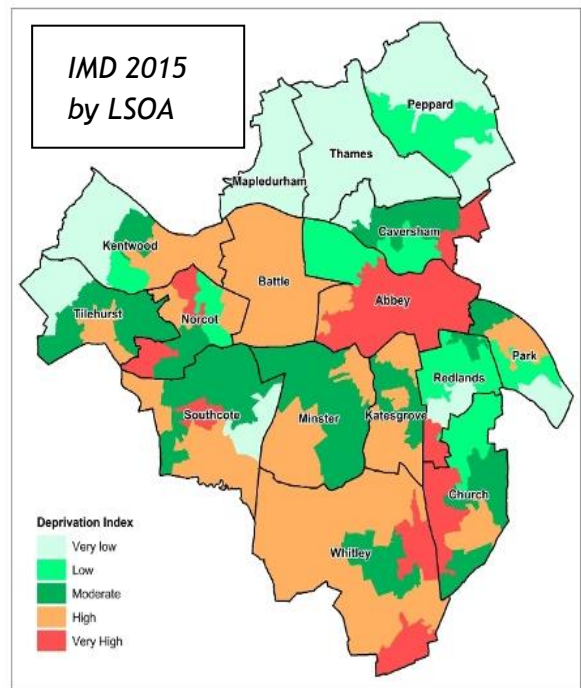 IMD 2015
by LSOA
Peppard
Thames
Mapledurham
Caversham
Kentwood
Battle
Abbey
Tilehurst
Norcot
Park
Redlands
Southcote
Minster
Katesgrove
Church
Whitley
Deprivation Index
Very low
Low
Moderate
High
Very High